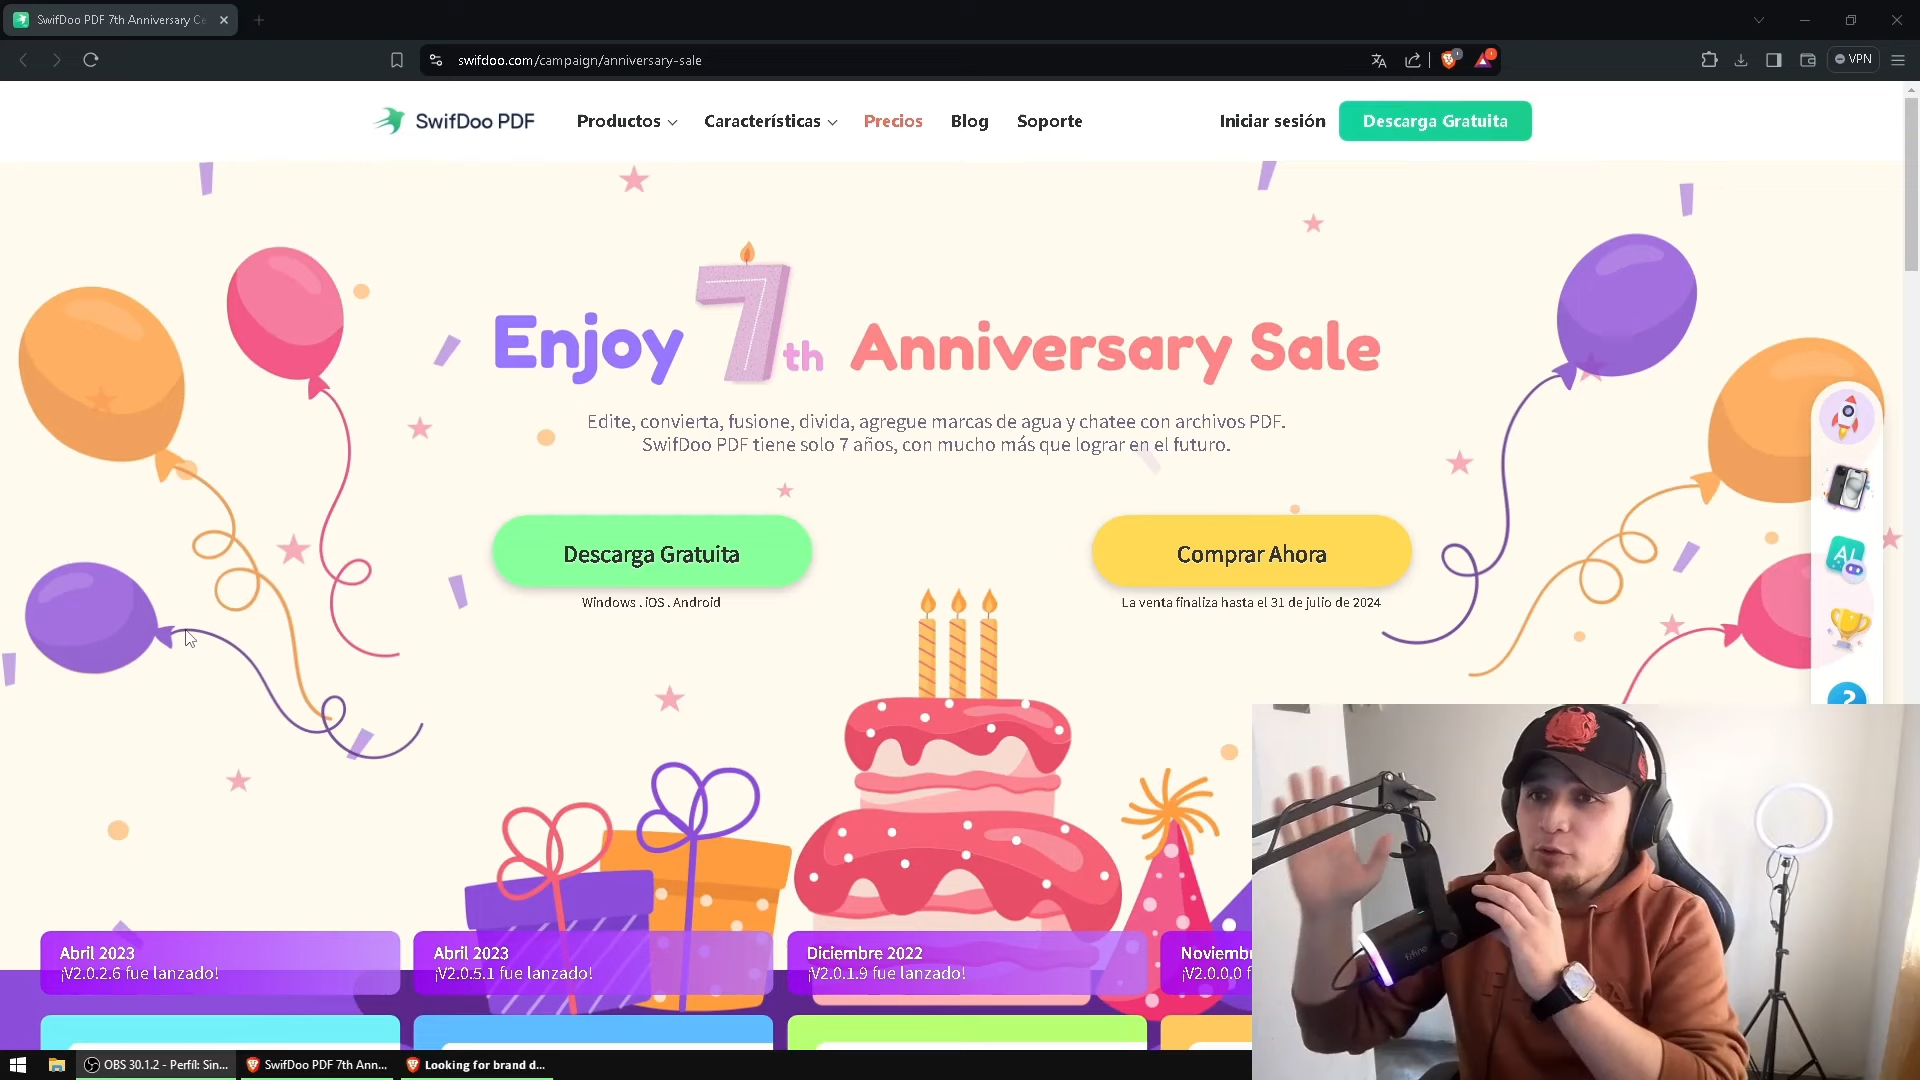 SwifDoo PDF 7th Anniversary Ce
swifdoo.com/campaign/anniversary-sale
VPN
SwifDoo PDF
Productos
Características
Precios
Blog
Soporte
Iniciar sesión
Descarga Gratuita
Enjoy 7th Anniversary Sale
Edite, convierta, fusione, divida, agregue marcas de agua y chatee con archivos PDF.
SwifDoo PDF tiene solo 7 años, con mucho más que lograr en el futuro.
Descarga Gratuita
Comprar Ahora
Windows . iOS . Android
La venta finaliza hasta el 31 de julio de 2024
AI
?
Abril 2023
¡V2.0.2.6 fue lanzado!
Abril 2023
¡V2.0.5.1 fue lanzado!
Diciembre 2022
¡V2.0.1.9 fue lanzado!
Noviemb
¡V2.0.0.0 f
fifine
OBS 30.1.2 - Perfil: Sin...
SwifDoo PDF 7th Ann...
Looking for brand d...